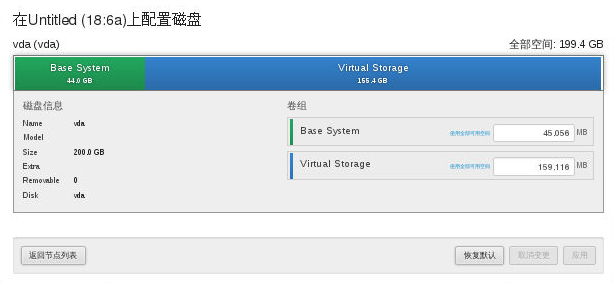 在Untitled (18:6a)上配置磁盘
vda (vda)
全部空间: 199.4 GB
Base System
44.0 GB
Virtual Storage
155.4 GB
磁盘信息
Name vda
Model
Size 200.0 GB
Extra
Removable 0
Disk vda
卷组
Base System 使用全部可用空间 45,056 MB
Virtual Storage 使用全部可用空间 159,116 MB
返回节点列表
恢复默认
取消变更
应用